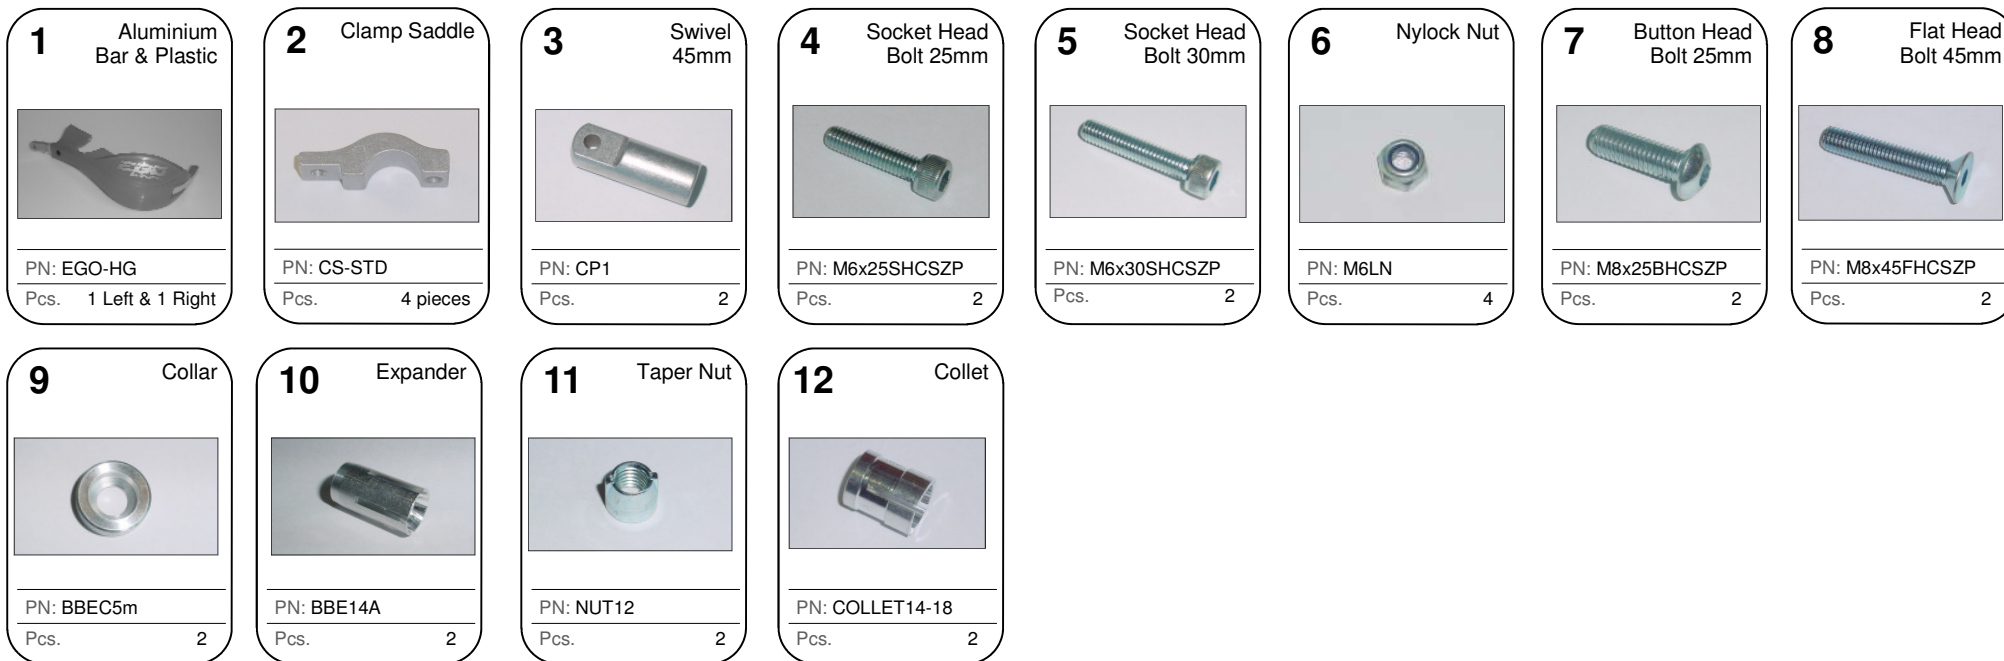 1
Aluminium
Bar & Plastic
PN: EGO-HG
Pcs. 1 Left & 1 Right
2
Clamp Saddle
PN: CS-STD
Pcs. 4 pieces
3
Swivel
45mm
PN: CP1
Pcs. 2
4
Socket Head
Bolt 25mm
PN: M6x25SHCSZP
Pcs. 2
5
Socket Head
Bolt 30mm
PN: M6x30SHCSZP
Pcs. 2
6
Nylock Nut
PN: M6LN
Pcs. 4
7
Button Head
Bolt 25mm
PN: M8x25BHCSZP
Pcs. 2
8
Flat Head
Bolt 45mm
PN: M8x45FHCSZP
Pcs. 2
9
Collar
PN: BBEC5m
Pcs. 2
10
Expander
PN: BBE14A
Pcs. 2
11
Taper Nut
PN: NUT12
Pcs. 2
12
Collet
PN: COLLET14-18
Pcs. 2